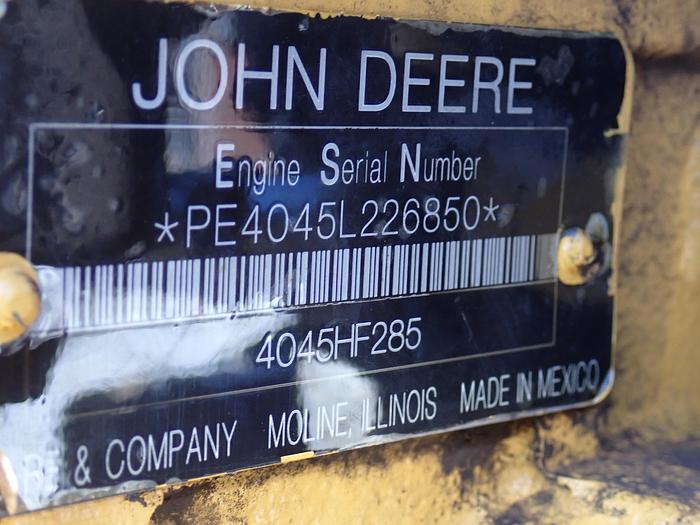 JOHN DEERE
Engine Serial Number
*PE4045L226850*
4045HF285
& COMPANY MOLINE, ILLINOIS MADE IN MEXICO